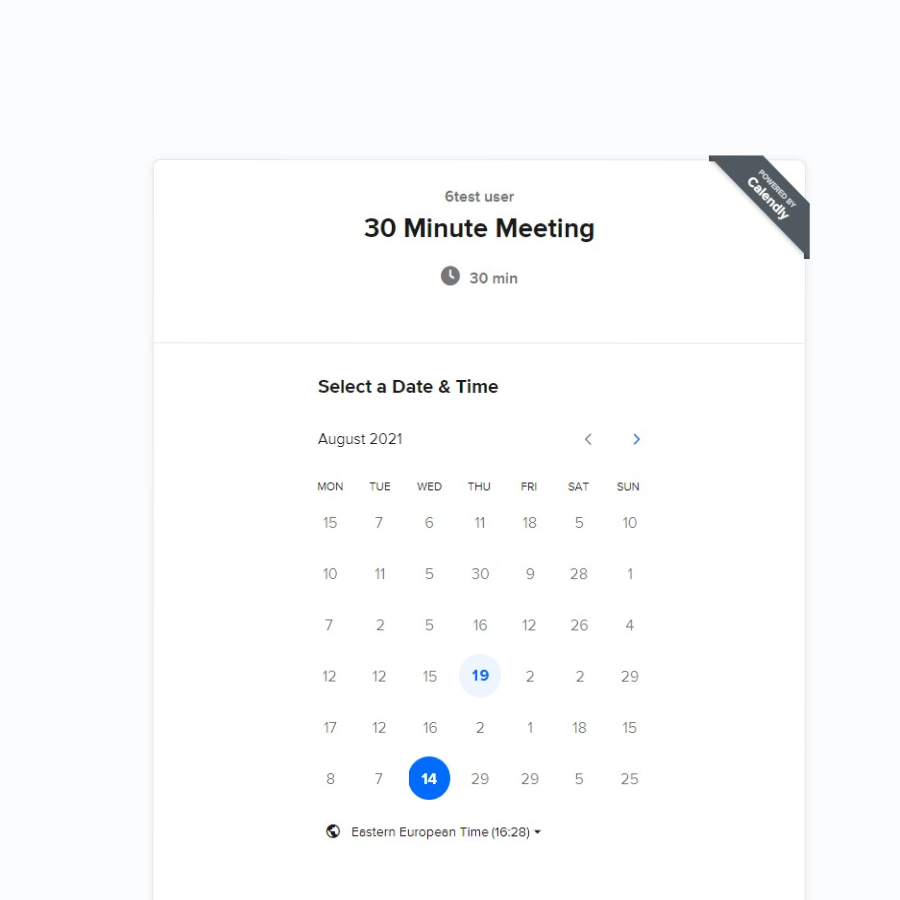 POWERED BY
Calendly
6test user
30 Minute Meeting
30 min
Select a Date & Time
August 2021
MON TUE WED THU FRI SAT SUN
15 7 6 11 18 5 10
10 11 5 30 9 28 1
7 2 5 16 12 26 4
12 12 15 19 2 2 29
17 12 16 2 1 18 15
8 7 14 29 29 5 25
Eastern European Time (16:28)